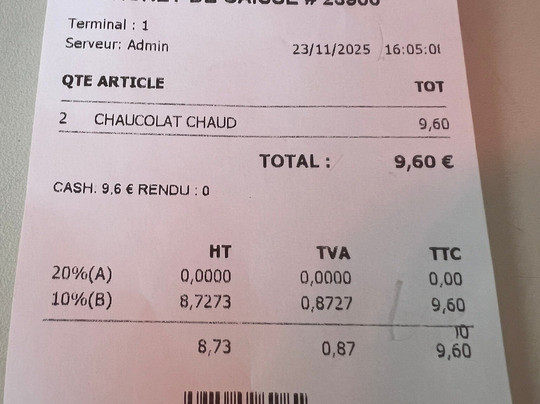 Terminal : 1
Serveur: Admin 23/11/2025 16:05:0
QTE ARTICLE TOT
2 CHAUCOLAT CHAUD 9,60
TOTAL : 9,60 €
CASH. 9,6 € RENDU : 0
HT TVA TTC
20%(A) 0,0000 0,0000 0,00
10%(B) 8,7273 0,8727 9,60
10
8,73 0,87 9,60